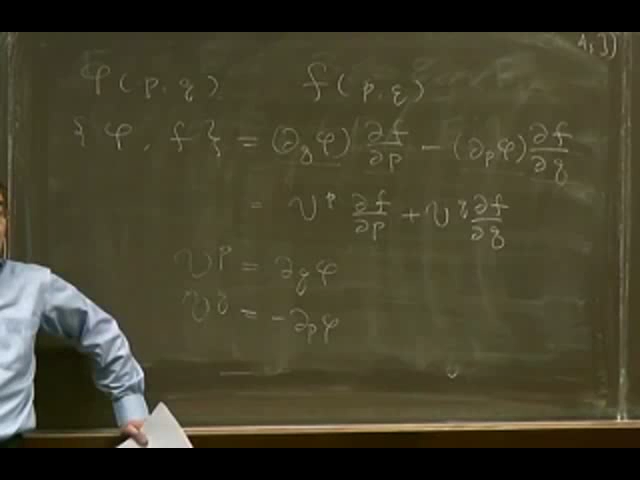 φ(p,q) f(p,q)
{φ, f} = (∂_q φ) ∂f/∂p − (∂_p φ) ∂f/∂q
= v^p ∂f/∂p + v^q ∂f/∂q
v^p = ∂_q φ
v^q = −∂_p φ